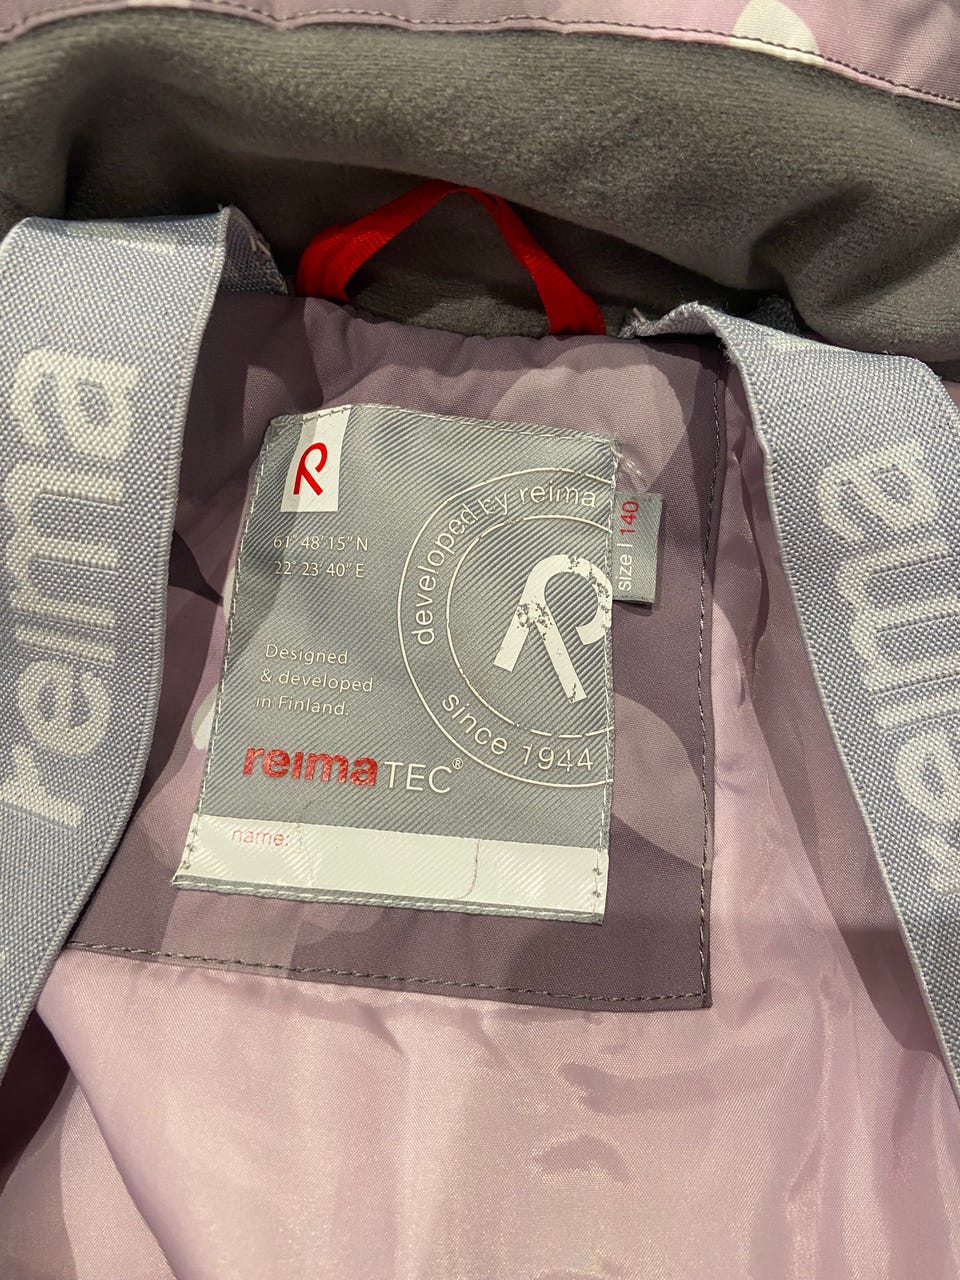 reima
R
61° 48' 15" N
22° 23' 40" E
developed by reima
since 1944
R
size | 140
Designed
& developed
in Finland.
reimaTEC®
name:
reima